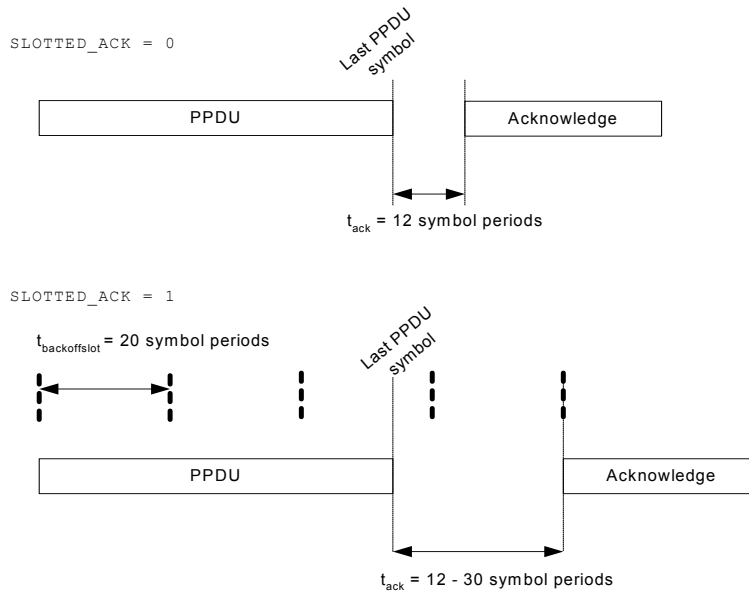 SLOTTED_ACK = 0
Last PPDU
symbol
PPDU
Acknowledge
tack = 12 symbol periods
SLOTTED_ACK = 1
tbackoffslot = 20 symbol periods
Last PPDU
symbol
PPDU
Acknowledge
tack = 12 - 30 symbol periods